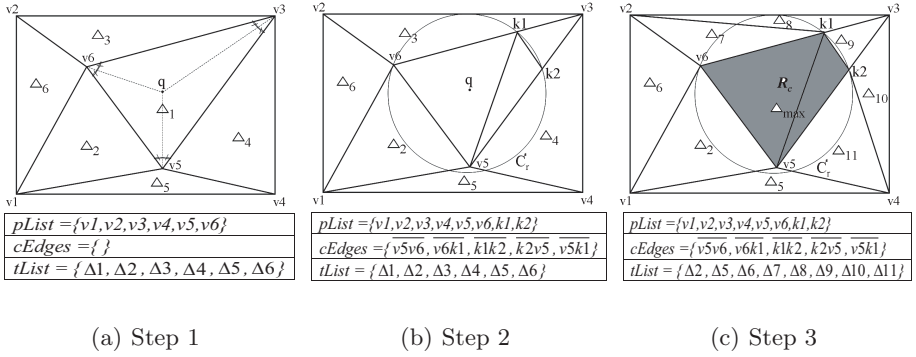 v2
v3
△3
v6
q
△6
△1
△4
△2
v5
△5
v1
v4
pList ={v1,v2,v3,v4,v5,v6}
cEdges ={ }
tList = {Δ1, Δ2, Δ3, Δ4, Δ5, Δ6}
(a) Step 1
v2
v3
k1
△3
v6
k2
q
△6
△4
△2
v5
C'r
△5
v1
v4
pList ={v1,v2,v3,v4,v5,v6,k1,k2}
cEdges ={v5v6, v6k1, k1k2, k2v5, v5k1}
tList = {Δ1, Δ2, Δ3, Δ4, Δ5, Δ6}
(b) Step 2
v2
v3
△8
k1
△7
△9
v6
k2
Rc
△6
△10
△max
△2
△11
v5
C'r
△5
v1
v4
pList ={v1,v2,v3,v4,v5,v6,k1,k2}
cEdges ={v5v6, v6k1, k1k2, k2v5, v5k1}
tList = {Δ2, Δ5, Δ6, Δ7, Δ8, Δ9, Δ10, Δ11}
(c) Step 3